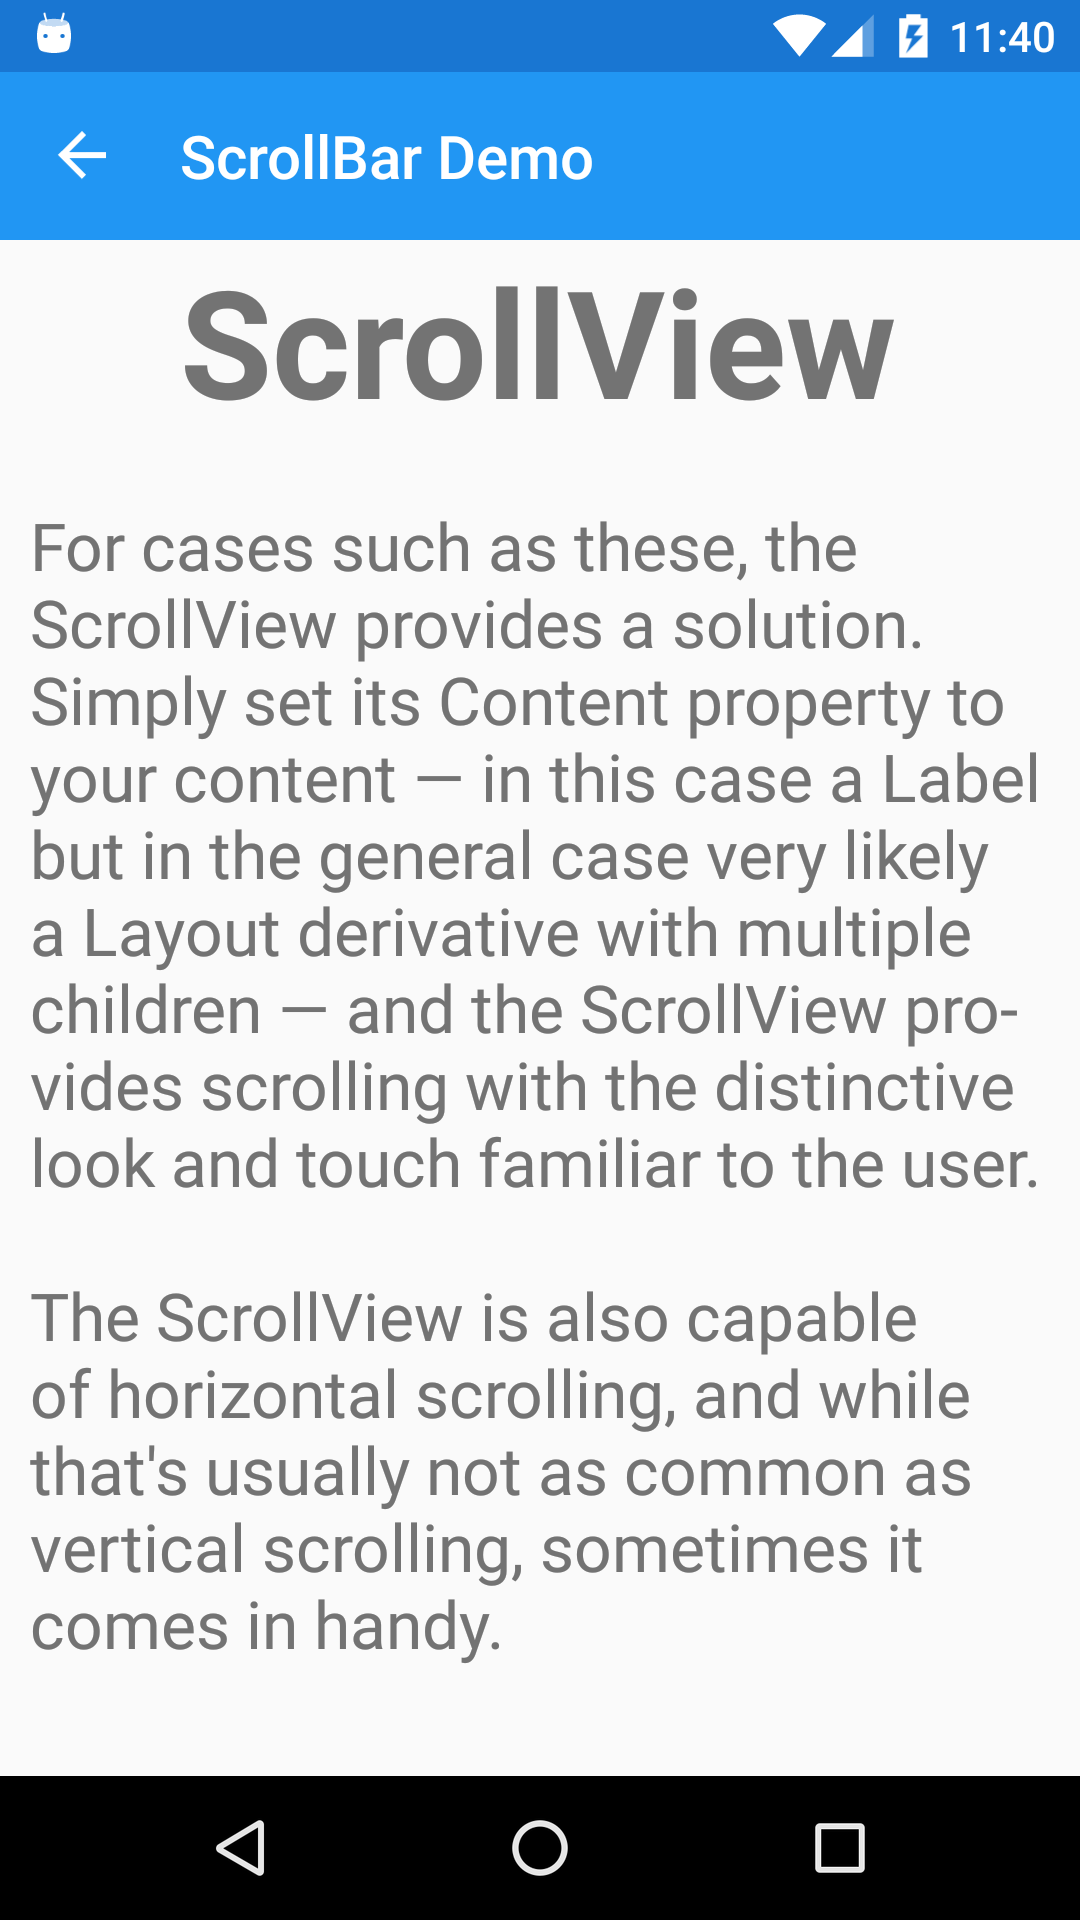 11:40
ScrollBar Demo
ScrollView
For cases such as these, the
ScrollView provides a solution.
Simply set its Content property to
your content — in this case a Label
but in the general case very likely
a Layout derivative with multiple
children — and the ScrollView pro-
vides scrolling with the distinctive
look and touch familiar to the user.
The ScrollView is also capable
of horizontal scrolling, and while
that's usually not as common as
vertical scrolling, sometimes it
comes in handy.